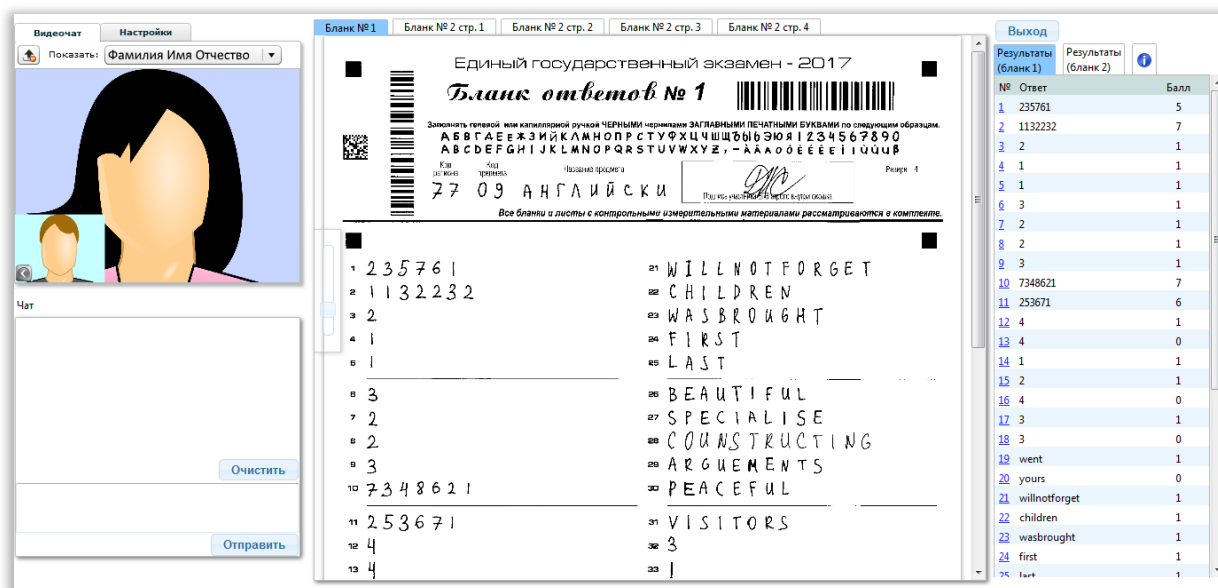 Видеочат Настройки
Показать: Фамилия Имя Отчество
Чат
Очистить
Отправить
Бланк № 1 Бланк № 2 стр. 1 Бланк № 2 стр. 2 Бланк № 2 стр. 3 Бланк № 2 стр. 4
Единый государственный экзамен - 2017
Бланк ответов № 1
Заполнять гелевой или капиллярной ручкой ЧЕРНЫМИ чернилами ЗАГЛАВНЫМИ ПЕЧАТНЫМИ БУКВАМИ по следующим образцам.
АБВГДЕЁЖЗИЙКЛМНОПРСТУФХЦЧШЩЪЫЬЭЮЯ1234567890
ABCDEFGHIJKLMNOPQRSTUVWXYZ,-
Код региона Код предмета Название предмета
Резерв 4
77 09 АНГЛИЙСКИ
Все бланки и листы с контрольными измерительными материалами рассматриваются в комплекте.
1 235761
2 1132232
3 2
4 1
5 1
6 3
7 2
8 2
9 3
10 7348621
11 253671
12 4
13 4
21 WILLNOTFORGET
22 CHILDREN
23 WASBROUGHT
24 FIRST
25 LAST
26 BEAUTIFUL
27 SPECIALISE
28 COUNSTRUCTING
29 ARGUEMENTS
30 PEACEFUL
31 VISITORS
32 3
33 1
Выход
Результаты (бланк 1) Результаты (бланк 2)
№ Ответ Балл
1 235761 5
2 1132232 7
3 2 1
4 1 1
5 1 1
6 3 1
7 2 1
8 2 1
9 3 1
10 7348621 7
11 253671 6
12 4 1
13 4 0
14 1 1
15 2 1
16 4 0
17 3 1
18 3 0
19 went 1
20 yours 0
21 willnotforget 1
22 children 1
23 wasbrought 1
24 first 1
25 last 1